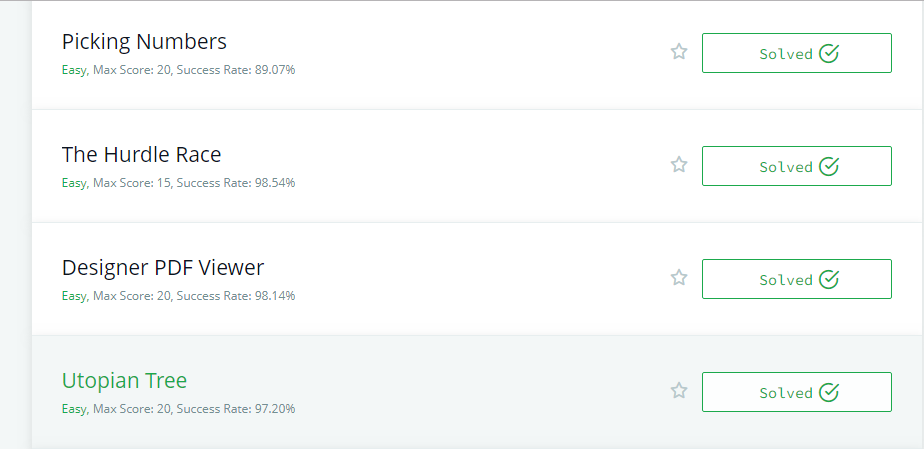 Picking Numbers
Easy, Max Score: 20, Success Rate: 89.07%
Solved
The Hurdle Race
Easy, Max Score: 15, Success Rate: 98.54%
Solved
Designer PDF Viewer
Easy, Max Score: 20, Success Rate: 98.14%
Solved
Utopian Tree
Easy, Max Score: 20, Success Rate: 97.20%
Solved